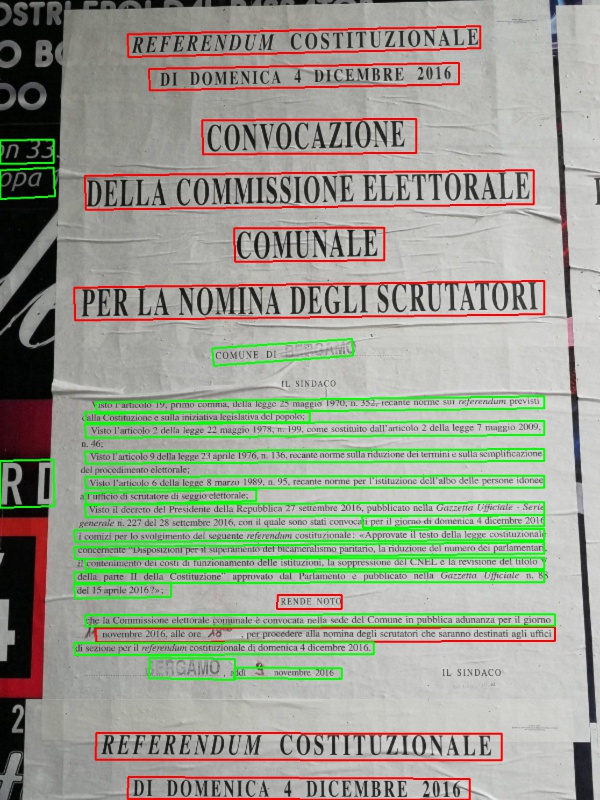 REFERENDUM COSTITUZIONALE
DI DOMENICA 4 DICEMBRE 2016
CONVOCAZIONE
DELLA COMMISSIONE ELETTORALE
COMUNALE
PER LA NOMINA DEGLI SCRUTATORI
COMUNE DI BERGAMO
IL SINDACO
Visto l'articolo 19, primo comma, della legge 25 maggio 1970, n. 352, recante norme sui referendum previsti
dalla Costituzione e sulla iniziativa legislativa del popolo;
Visto l'articolo 2 della legge 22 maggio 1978, n. 199, come sostituito dall'articolo 2 della legge 7 maggio 2009,
n. 46;
Visto l'articolo 9 della legge 23 aprile 1976, n. 136, recante norme sulla riduzione dei termini e sulla semplificazione
del procedimento elettorale;
Visto l'articolo 6 della legge 8 marzo 1989, n. 95, recante norme per l'istituzione dell'albo delle persone idonee
all'ufficio di scrutatore di seggio elettorale;
Visto il decreto del Presidente della Repubblica 27 settembre 2016, pubblicato nella Gazzetta Ufficiale - Serie
generale n. 227 del 28 settembre 2016, con il quale sono stati convocati per il giorno di domenica 4 dicembre 2016
i comizi per lo svolgimento del seguente referendum costituzionale: «Approvate il testo della legge costituzionale
concernente "Disposizioni per il superamento del bicameralismo paritario, la riduzione del numero dei parlamentari,
il contenimento dei costi di funzionamento delle istituzioni, la soppressione del CNEL e la revisione del titolo V
della parte II della Costituzione" approvato dal Parlamento e pubblicato nella Gazzetta Ufficiale n. 88
del 15 aprile 2016?»;
RENDE NOTO
che la Commissione elettorale comunale è convocata nella sede del Comune in pubblica adunanza per il giorno
novembre 2016, alle ore 18, per procedere alla nomina degli scrutatori che saranno destinati agli uffici
di sezione per il referendum costituzionale di domenica 4 dicembre 2016.
BERGAMO, addì 9 novembre 2016
IL SINDACO
REFERENDUM COSTITUZIONALE
DI DOMENICA 4 DICEMBRE 2016
on 33
opa
RD